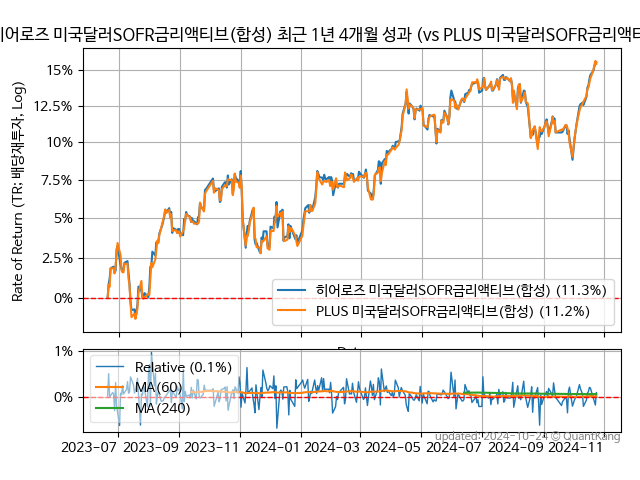 히어로즈 미국달러SOFR금리액티브(합성) 최근 1년 4개월 성과 (vs PLUS 미국달러SOFR금리액티
Rate of Return (TR: 배당재투자, Log)
15%
12.5%
10%
7.5%
5%
2.5%
0%
히어로즈 미국달러SOFR금리액티브(합성) (11.3%)
PLUS 미국달러SOFR금리액티브(합성) (11.2%)
1%
0%
Relative (0.1%)
MA(60)
MA(240)
2023-07 2023-09 2023-11 2024-01 2024-03 2024-05 2024-07 2024-09 2024-11
updated: 2024-10-24 © QuantKang